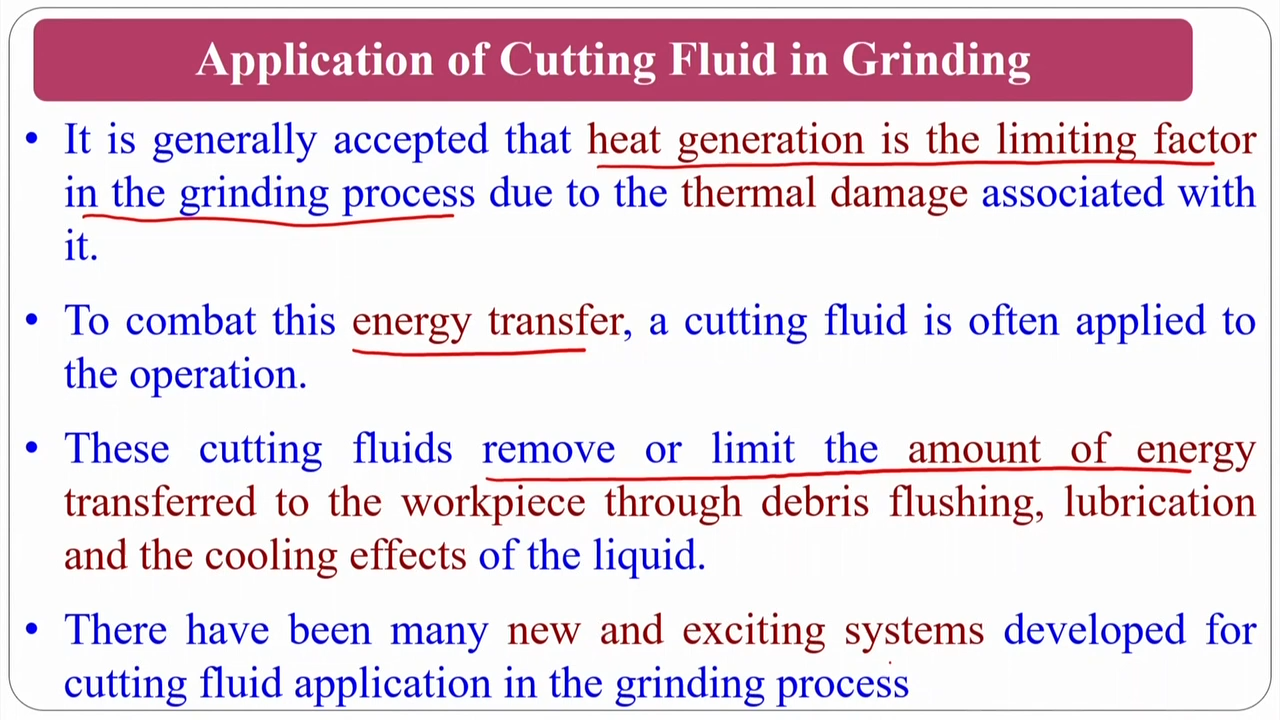 Application of Cutting Fluid in Grinding
• It is generally accepted that heat generation is the limiting factor
in the grinding process due to the thermal damage associated with
it.
• To combat this energy transfer, a cutting fluid is often applied to
the operation.
• These cutting fluids remove or limit the amount of energy
transferred to the workpiece through debris flushing, lubrication
and the cooling effects of the liquid.
• There have been many new and exciting systems developed for
cutting fluid application in the grinding process